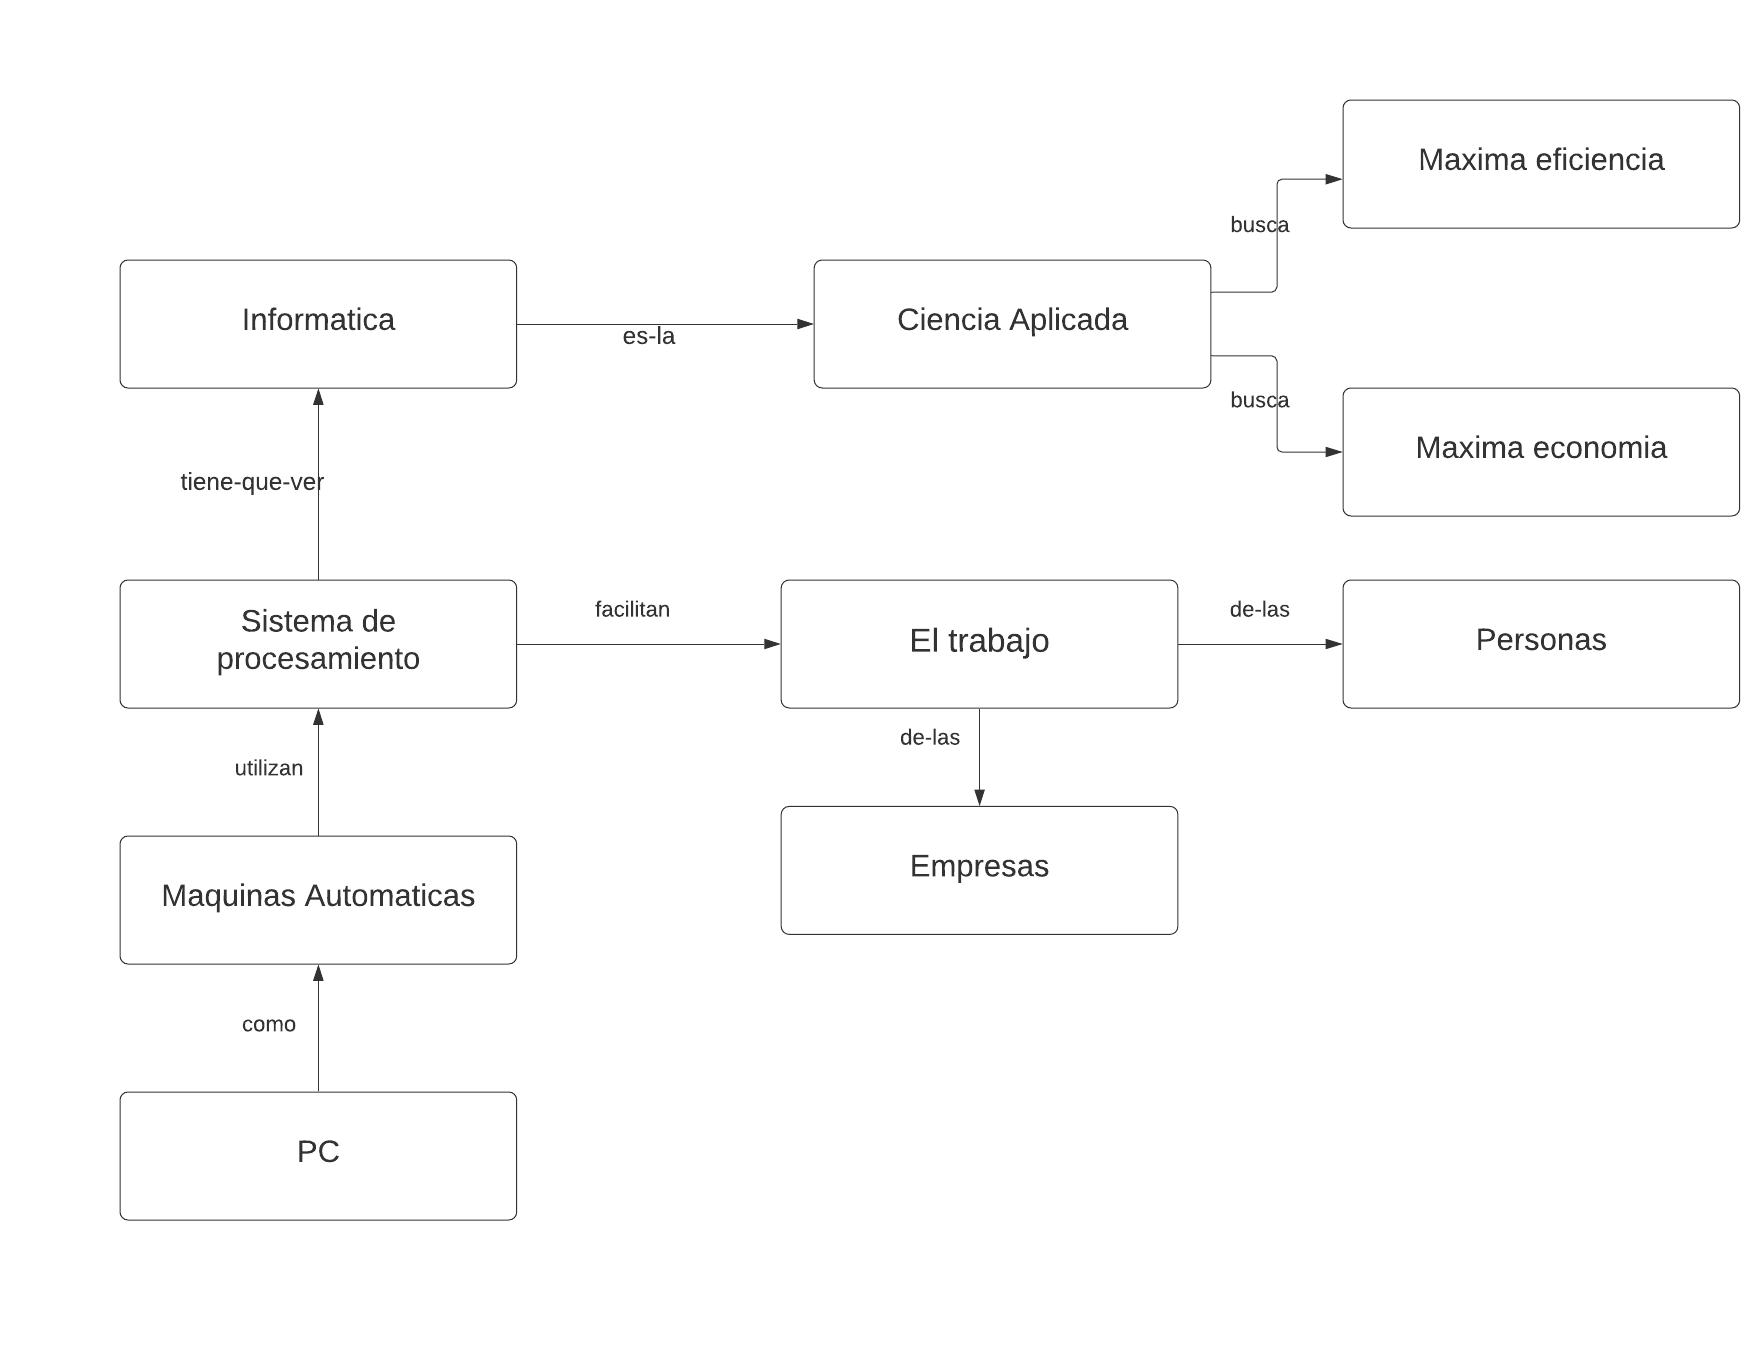 Maxima eficiencia
busca
Informatica
es-la
Ciencia Aplicada
busca
Maxima economia
tiene-que-ver
Sistema de
procesamiento
facilitan
El trabajo
de-las
Personas
de-las
utilizan
Empresas
Maquinas Automaticas
como
PC